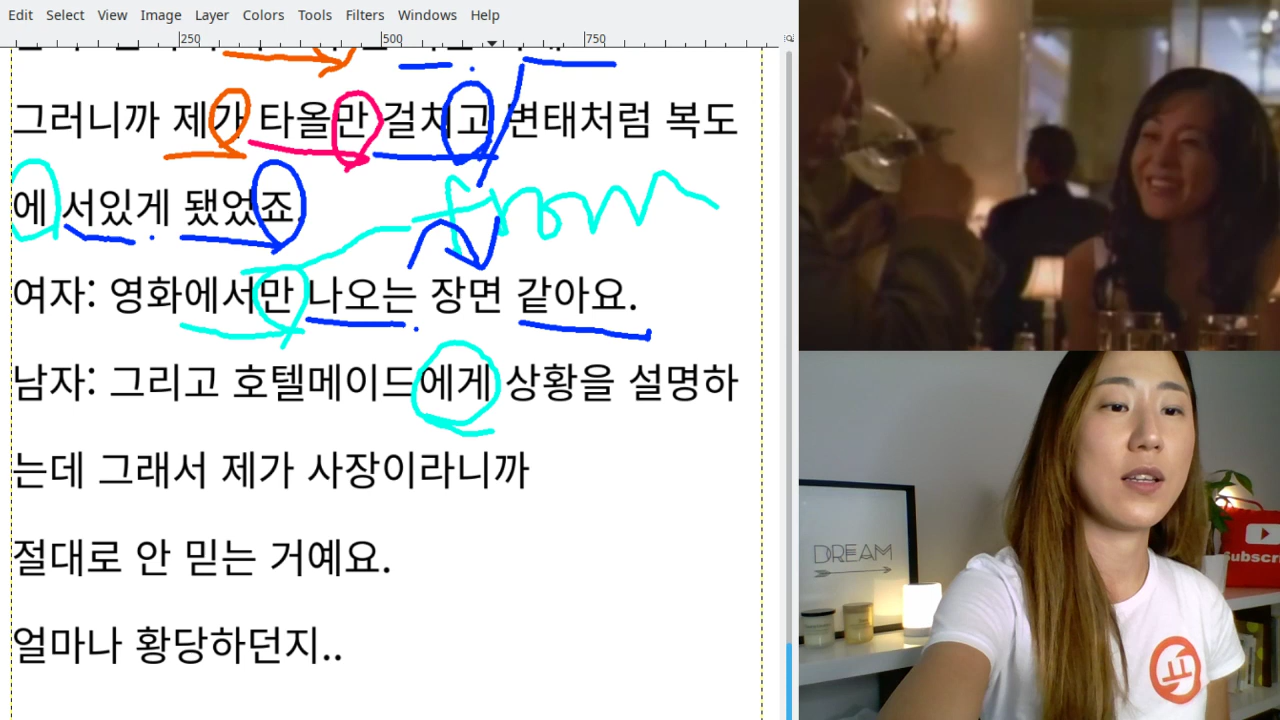 Edit Select View Image Layer Colors Tools Filters Windows Help
250 500 750
그러니까 제가 타올만 걸치고 변태처럼 복도
에 서있게 됐었죠.
from
여자: 영화에서만 나오는 장면 같아요.
남자: 그리고 호텔메이드에게 상황을 설명하
는데 그래서 제가 사장이라니까
절대로 안 믿는 거예요.
얼마나 황당하던지..
DREAM
Subscr